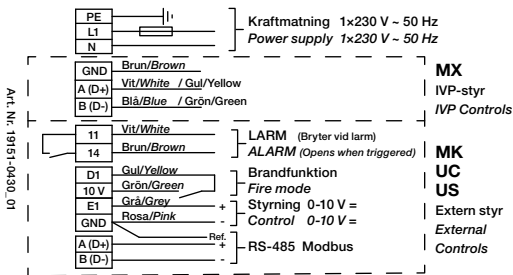 PE
L1
N
Kraftmatning 1×230 V ~ 50 Hz
Power supply 1×230 V ~ 50 Hz
GND Brun/Brown
A (D+) Vit/White / Gul/Yellow
B (D-) Blå/Blue / Grön/Green
MX
IVP-styr
IVP Controls
Art. Nr. 19151-0430_01
11 Vit/White
14 Brun/Brown
LARM (Bryter vid larm)
ALARM (Opens when triggered)
D1 Gul/Yellow
10 V Grön/Green
Brandfunktion
Fire mode
E1 Grå/Grey +
GND Rosa/Pink -
Styrning 0-10 V =
Control 0-10 V =
Ref.
A (D+) +
B (D-) -
RS-485 Modbus
MK
UC
US
Extern styr
External
Controls